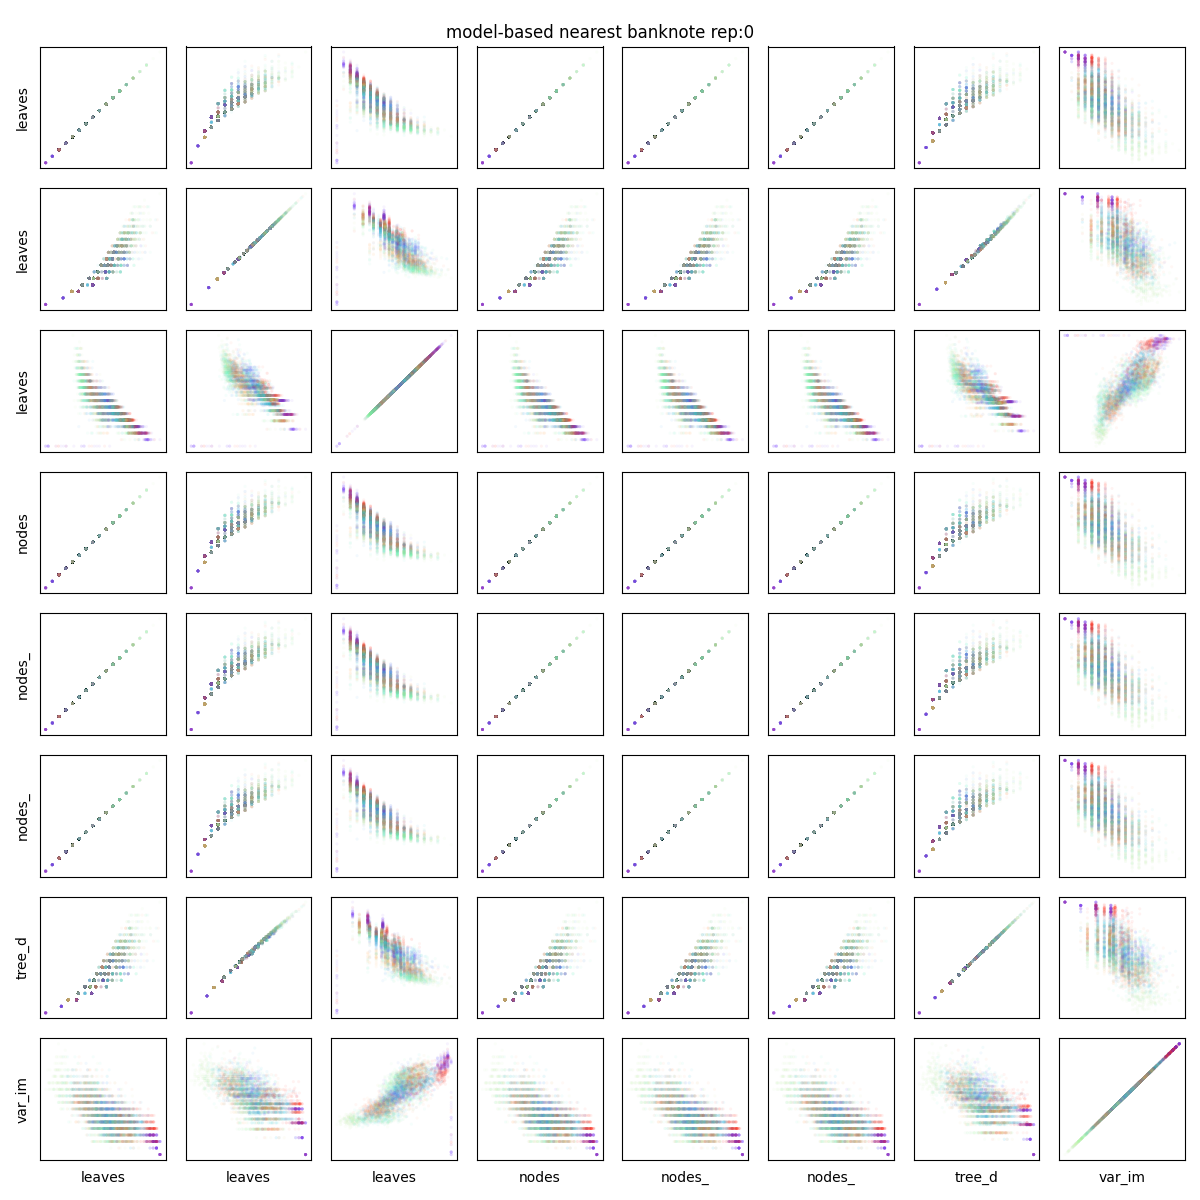 model-based nearest banknote rep:0
leaves
leaves
leaves
nodes
nodes_
nodes_
tree_d
var_im
leaves
leaves
leaves
nodes
nodes_
nodes_
tree_d
var_im